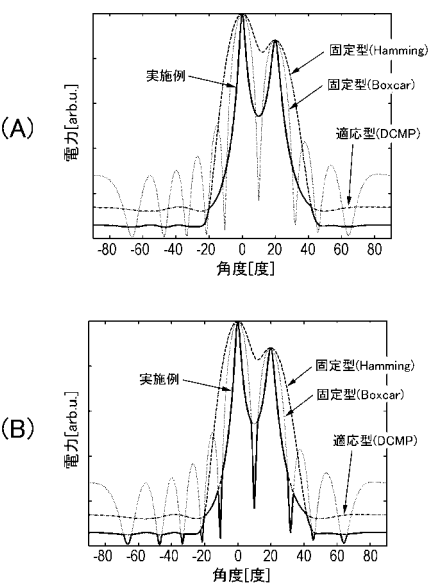 (A)
電力[arb.u.]
実施例
固定型(Hamming)
固定型(Boxcar)
適応型(DCMP)
-80 -60 -40 -20 0 20 40 60 80
角度[度]
(B)
電力[arb.u.]
実施例
固定型(Hamming)
固定型(Boxcar)
適応型(DCMP)
-80 -60 -40 -20 0 20 40 60 80
角度[度]